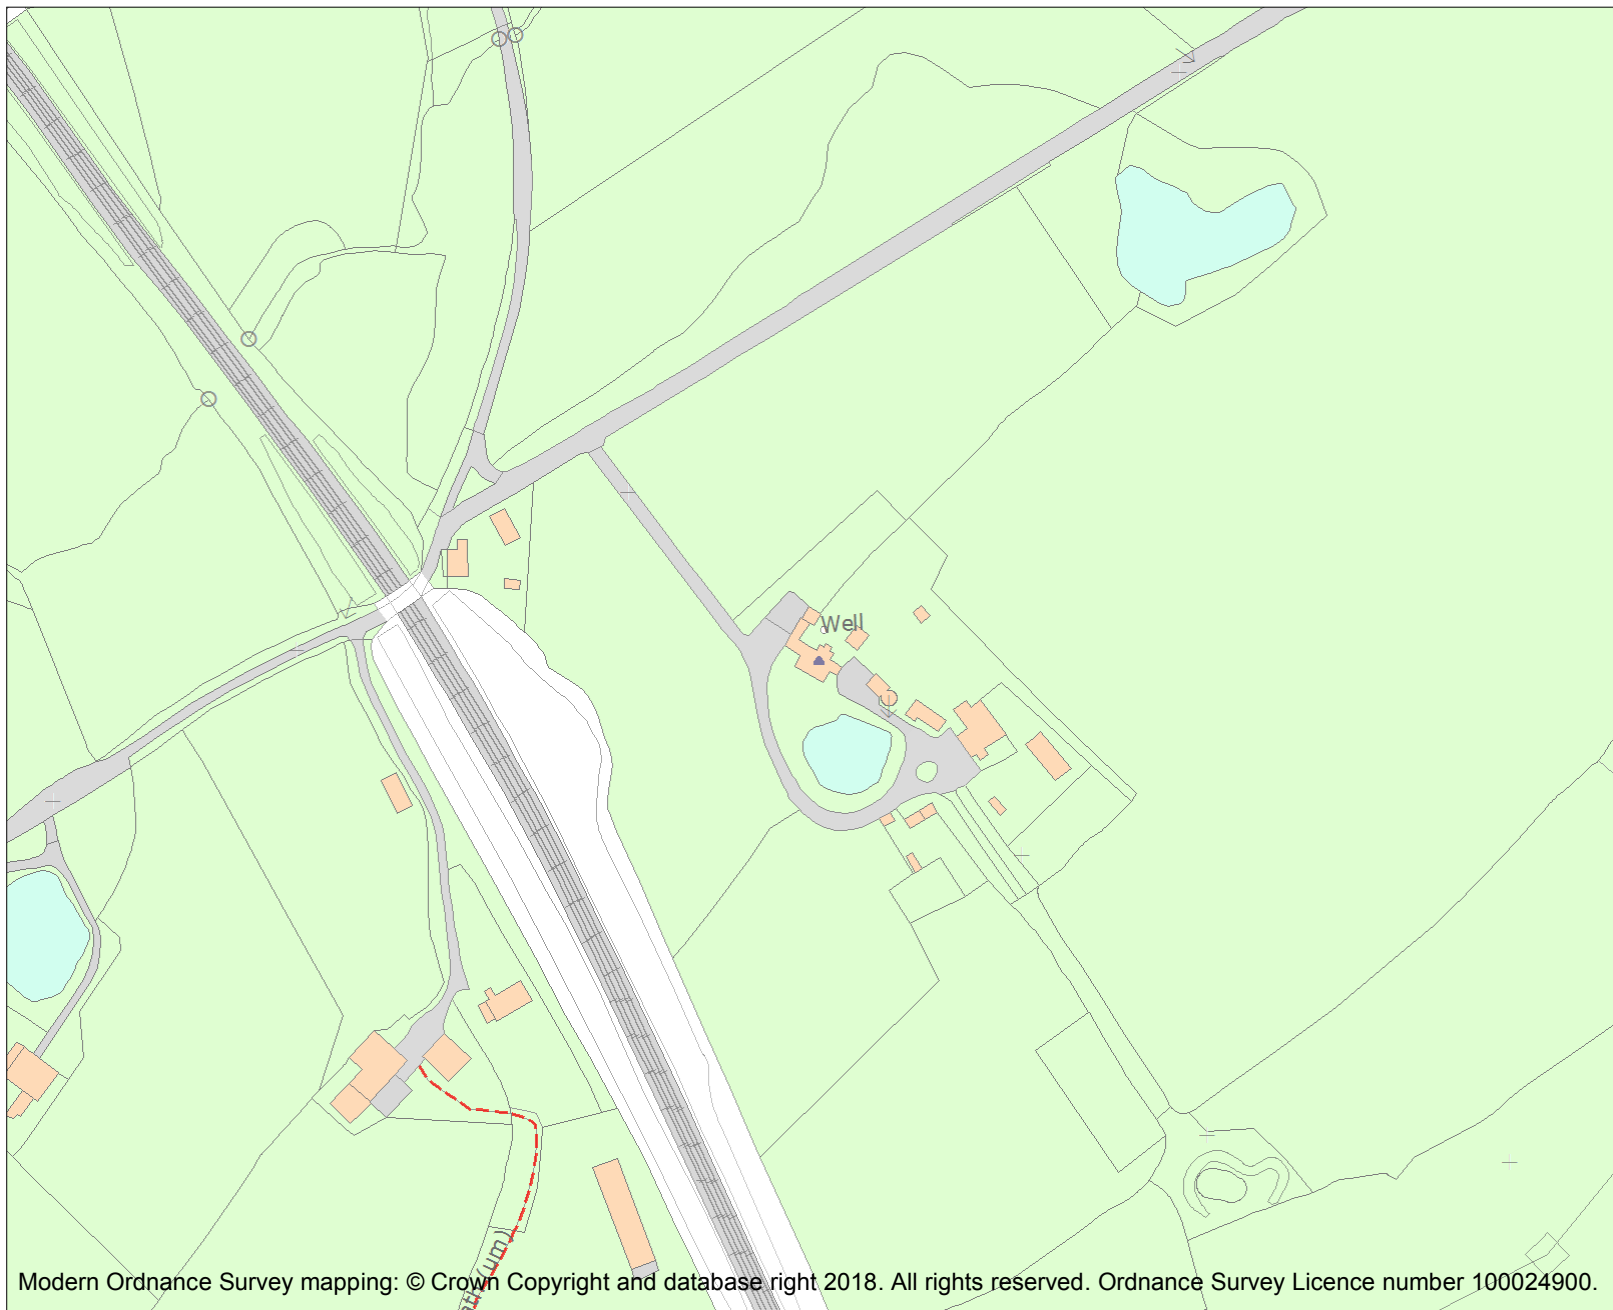 Well
(um)
Modern Ordnance Survey mapping: © Crown Copyright and database right 2018. All rights reserved. Ordnance Survey Licence number 100024900.